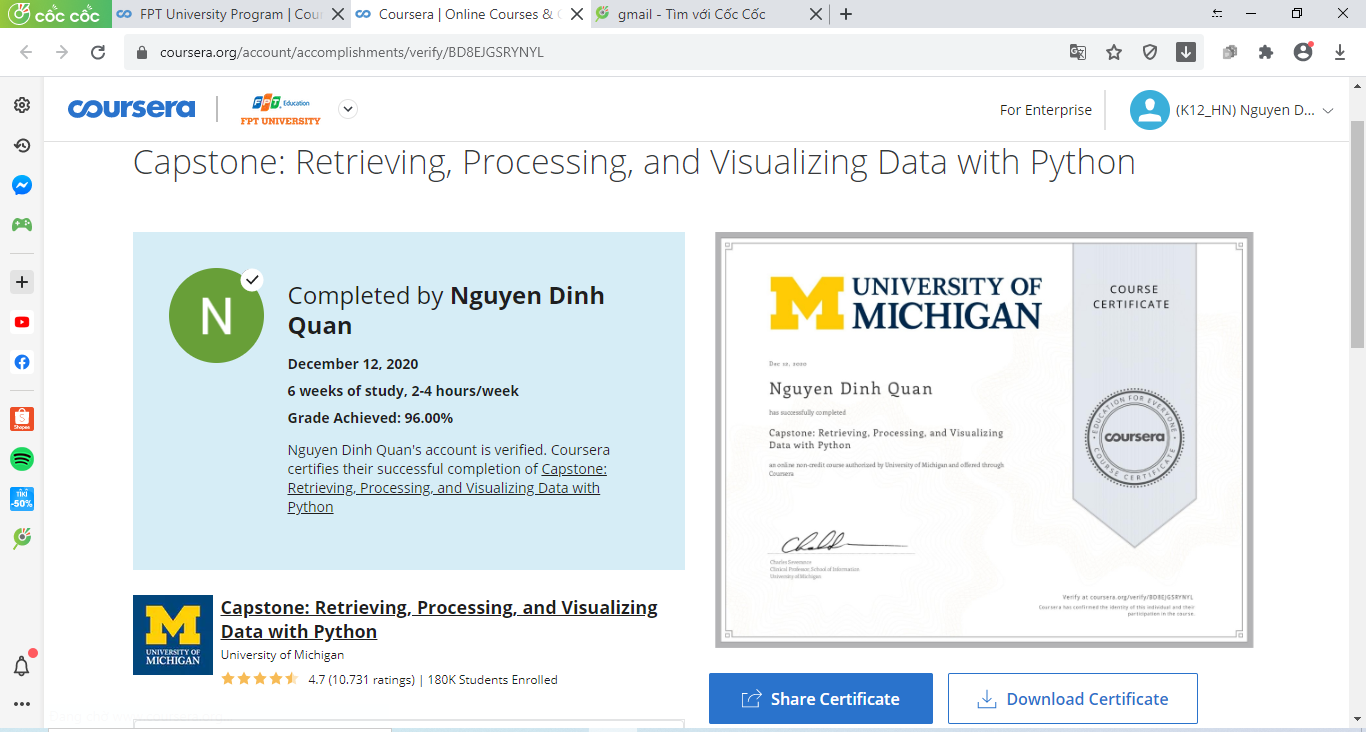 cốc cốc
FPT University Program | Cou
Coursera | Online Courses & C
gmail - Tìm với Cốc Cốc
coursera.org/account/accomplishments/verify/BD8EJGSRYNYL
coursera
FPT Education
FPT UNIVERSITY
For Enterprise
(K12_HN) Nguyen D...
Capstone: Retrieving, Processing, and Visualizing Data with Python
N
Completed by Nguyen Dinh
Quan
December 12, 2020
6 weeks of study, 2-4 hours/week
Grade Achieved: 96.00%
Nguyen Dinh Quan's account is verified. Coursera
certifies their successful completion of Capstone:
Retrieving, Processing, and Visualizing Data with
Python
M
UNIVERSITY OF
MICHIGAN
COURSE
CERTIFICATE
Dec 12, 2020
Nguyen Dinh Quan
has successfully completed
Capstone: Retrieving, Processing, and Visualizing
Data with Python
an online non-credit course authorized by University of Michigan and offered through
Coursera
EDUCATION FOR EVERYONE
coursera
COURSE CERTIFICATE
Charles Severance
Clinical Professor, School of Information
University of Michigan
Verify at coursera.org/verify/BD8EJGSRYNYL
Coursera has confirmed the identity of this individual and their
participation in the course.
M
UNIVERSITY OF
MICHIGAN
Capstone: Retrieving, Processing, and Visualizing
Data with Python
University of Michigan
4.7 (10.731 ratings) | 180K Students Enrolled
Share Certificate
Download Certificate
Shopee
TIKI
-50%